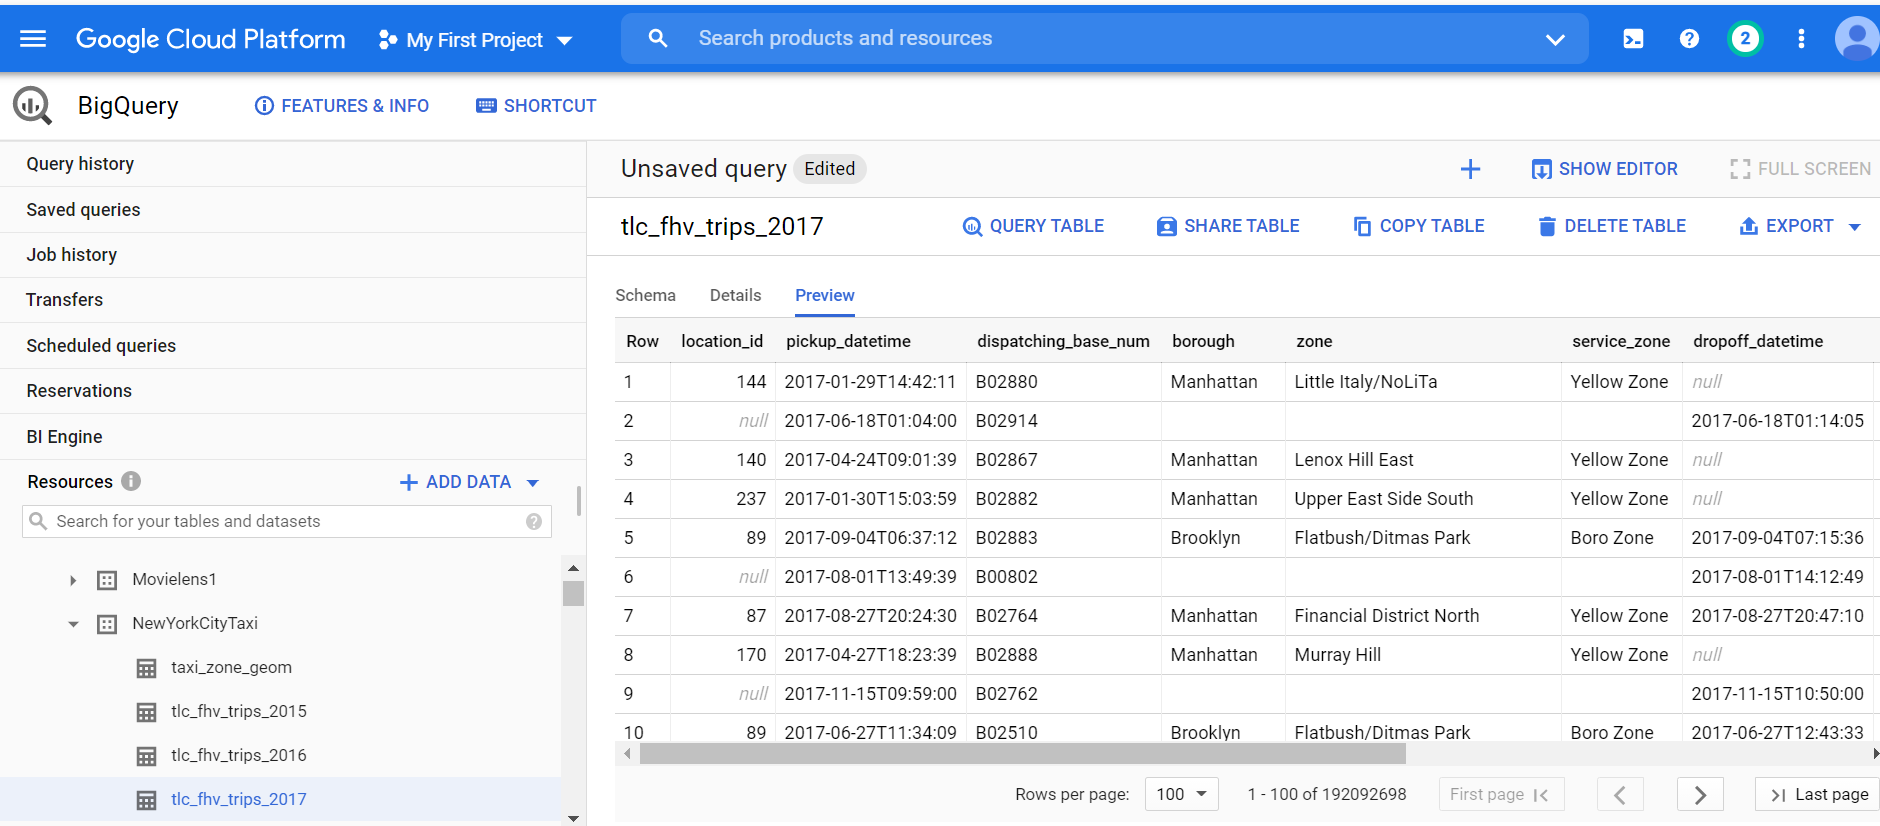 Google Cloud Platform My First Project Search products and resources 2
BigQuery FEATURES & INFO SHORTCUT
Query history
Saved queries
Job history
Transfers
Scheduled queries
Reservations
BI Engine
Resources ADD DATA
Search for your tables and datasets
Movielens1
NewYorkCityTaxi
taxi_zone_geom
tlc_fhv_trips_2015
tlc_fhv_trips_2016
tlc_fhv_trips_2017
Unsaved query Edited + SHOW EDITOR FULL SCREEN
tlc_fhv_trips_2017 QUERY TABLE SHARE TABLE COPY TABLE DELETE TABLE EXPORT
Schema Details Preview
Row location_id pickup_datetime dispatching_base_num borough zone service_zone dropoff_datetime
1 144 2017-01-29T14:42:11 B02880 Manhattan Little Italy/NoLiTa Yellow Zone null
2 null 2017-06-18T01:04:00 B02914 2017-06-18T01:14:05
3 140 2017-04-24T09:01:39 B02867 Manhattan Lenox Hill East Yellow Zone null
4 237 2017-01-30T15:03:59 B02882 Manhattan Upper East Side South Yellow Zone null
5 89 2017-09-04T06:37:12 B02883 Brooklyn Flatbush/Ditmas Park Boro Zone 2017-09-04T07:15:36
6 null 2017-08-01T13:49:39 B00802 2017-08-01T14:12:49
7 87 2017-08-27T20:24:30 B02764 Manhattan Financial District North Yellow Zone 2017-08-27T20:47:10
8 170 2017-04-27T18:23:39 B02888 Manhattan Murray Hill Yellow Zone null
9 null 2017-11-15T09:59:00 B02762 2017-11-15T10:50:00
10 89 2017-06-27T11:34:09 B02510 Brooklyn Flatbush/Ditmas Park Boro Zone 2017-06-27T12:43:33
Rows per page: 100 1 - 100 of 192092698 First page Last page